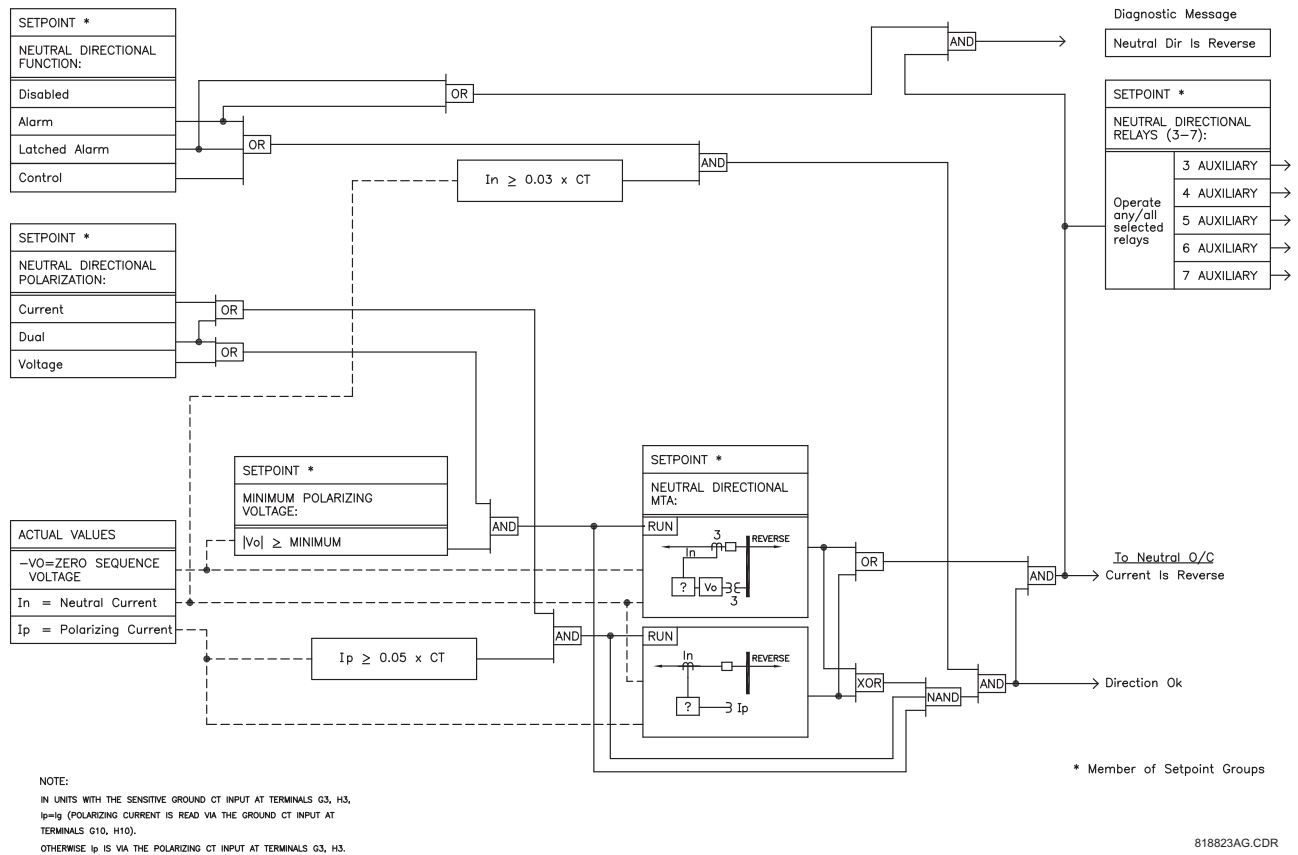 SETPOINT *
NEUTRAL DIRECTIONAL
FUNCTION:
Disabled
Alarm
Latched Alarm
Control
OR
OR
AND
Diagnostic Message
Neutral Dir Is Reverse
In ≥ 0.03 x CT
AND
SETPOINT *
NEUTRAL DIRECTIONAL
RELAYS (3-7):
Operate
any/all
selected
relays
3 AUXILIARY
4 AUXILIARY
5 AUXILIARY
6 AUXILIARY
7 AUXILIARY
SETPOINT *
NEUTRAL DIRECTIONAL
POLARIZATION:
Current
Dual
Voltage
OR
OR
SETPOINT *
MINIMUM POLARIZING
VOLTAGE:
|Vo| ≥ MINIMUM
AND
ACTUAL VALUES
-VO=ZERO SEQUENCE
VOLTAGE
In = Neutral Current
Ip = Polarizing Current
Ip ≥ 0.05 x CT
AND
SETPOINT *
NEUTRAL DIRECTIONAL
MTA:
RUN
3
REVERSE
In
? Vo
3
RUN
In
REVERSE
? Ip
OR
XOR
NAND
AND
AND
To Neutral O/C
Current Is Reverse
Direction Ok
* Member of Setpoint Groups
NOTE:
IN UNITS WITH THE SENSITIVE GROUND CT INPUT AT TERMINALS G3, H3,
Ip=Ig (POLARIZING CURRENT IS READ VIA THE GROUND CT INPUT AT
TERMINALS G10, H10).
OTHERWISE Ip IS VIA THE POLARIZING CT INPUT AT TERMINALS G3, H3.
818823AG.CDR